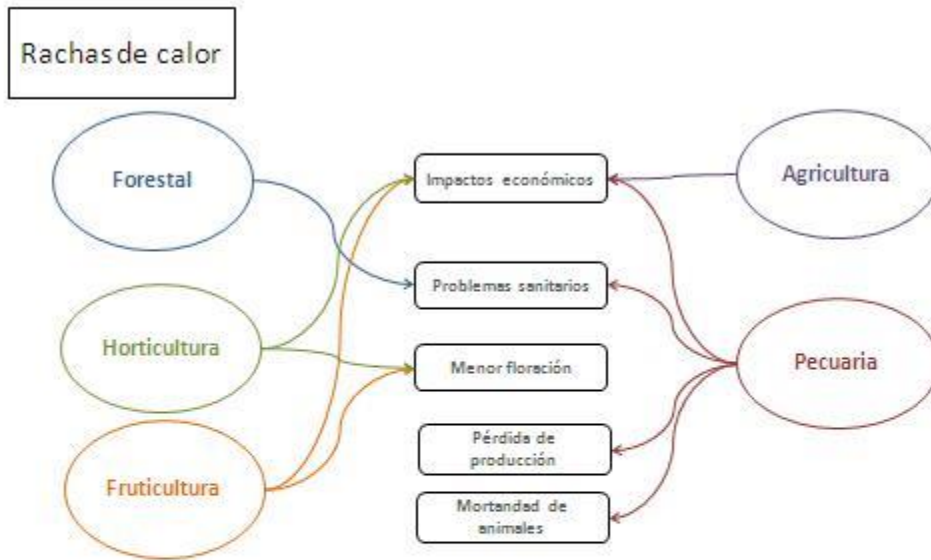 Rachas de calor
Forestal
Impactos económicos
Agricultura
Problemas sanitarios
Horticultura
Menor floración
Pecuaria
Pérdida de
producción
Fruticultura
Mortandad de
animales